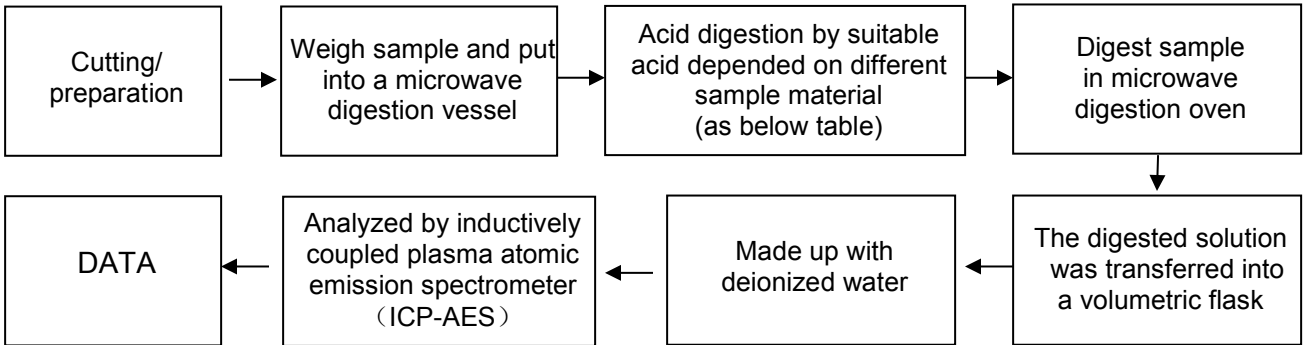 Cutting/
preparation
Weigh sample and put
into a microwave
digestion vessel
Acid digestion by suitable
acid depended on different
sample material
(as below table)
Digest sample
in microwave
digestion oven
The digested solution
was transferred into
a volumetric flask
Made up with
deionized water
Analyzed by inductively
coupled plasma atomic
emission spectrometer
（ICP-AES）
DATA